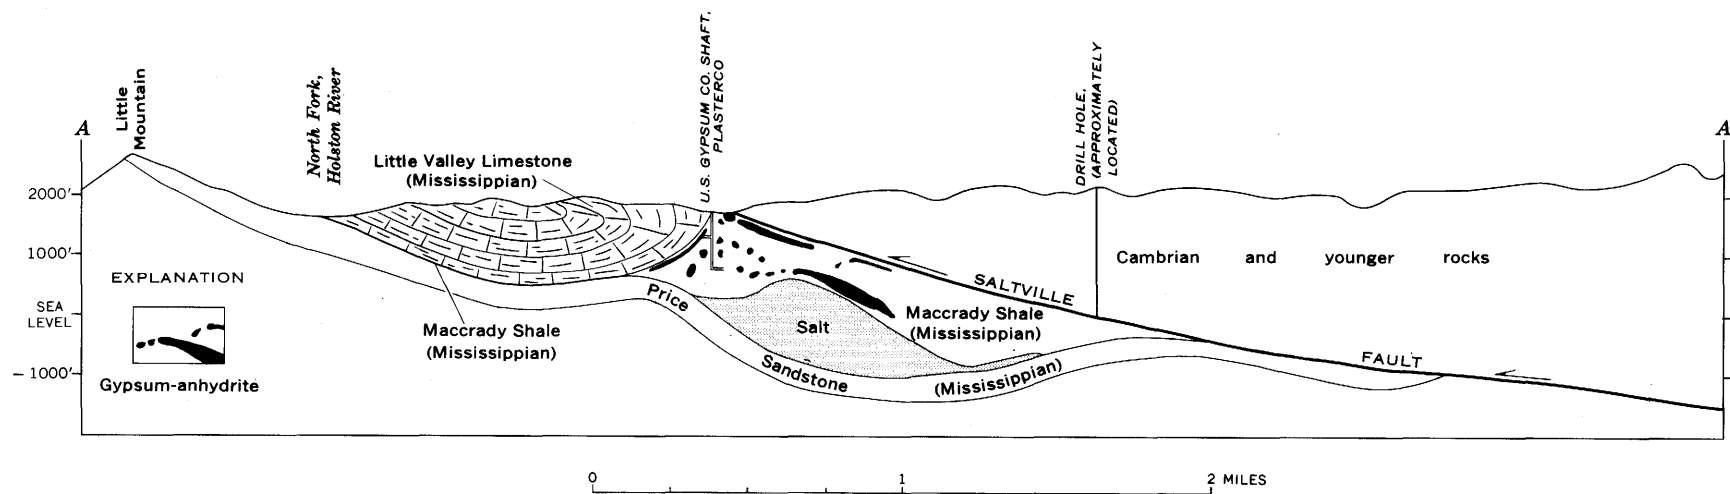 A
Little
Mountain
North Fork,
Holston River
Little Valley Limestone
(Mississippian)
U.S. GYPSUM CO. SHAFT,
PLASTERCO
DRILL HOLE,
(APPROXIMATELY
LOCATED)
A
2000'
1000'
SEA
LEVEL
– 1000'
EXPLANATION
Gypsum-anhydrite
Maccrady Shale
(Mississippian)
Price
Sandstone
(Mississippian)
Salt
Maccrady Shale
(Mississippian)
SALTVILLE
FAULT
Cambrian and younger rocks
0 1 2 MILES